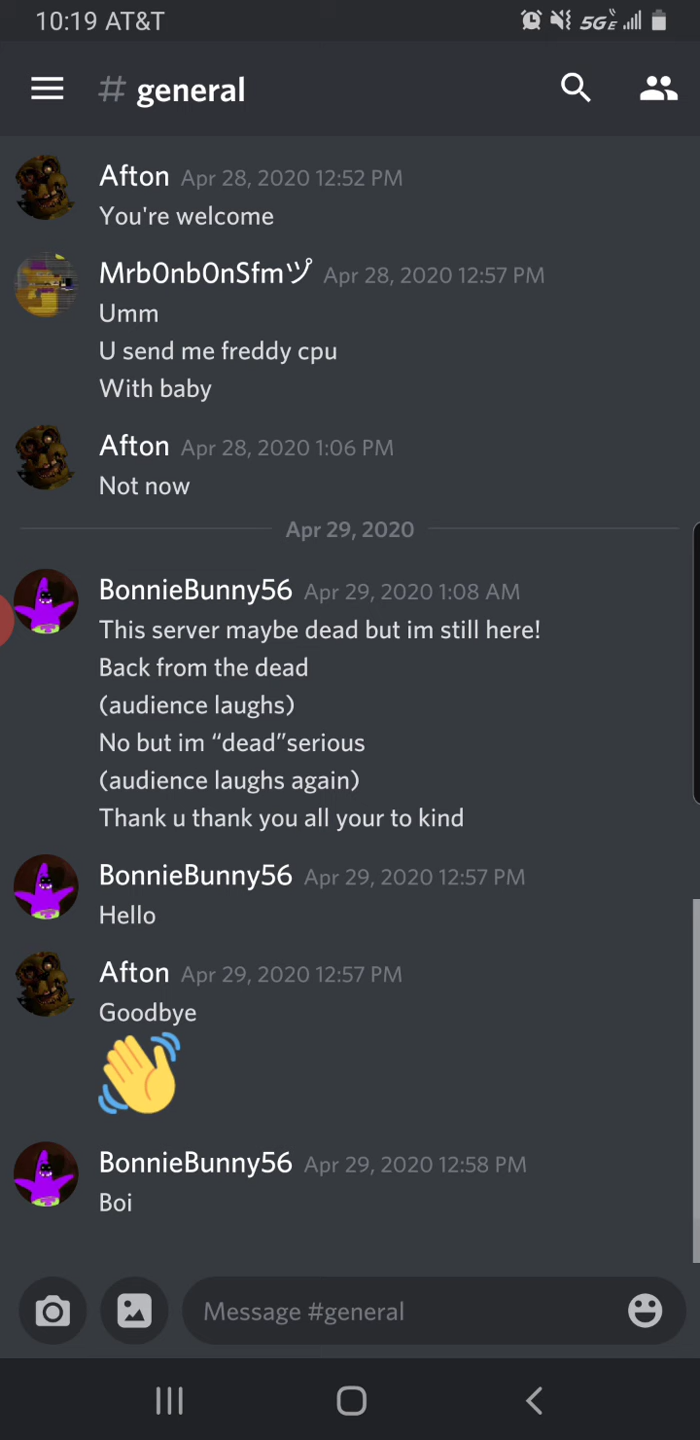 10:19 AT&T 5GE
# general
Afton Apr 28, 2020 12:52 PM
You're welcome
Mrb0nb0nSfmヅ Apr 28, 2020 12:57 PM
Umm
U send me freddy cpu
With baby
Afton Apr 28, 2020 1:06 PM
Not now
Apr 29, 2020
BonnieBunny56 Apr 29, 2020 1:08 AM
This server maybe dead but im still here!
Back from the dead
(audience laughs)
No but im “dead”serious
(audience laughs again)
Thank u thank you all your to kind
BonnieBunny56 Apr 29, 2020 12:57 PM
Hello
Afton Apr 29, 2020 12:57 PM
Goodbye
BonnieBunny56 Apr 29, 2020 12:58 PM
Boi
Message #general